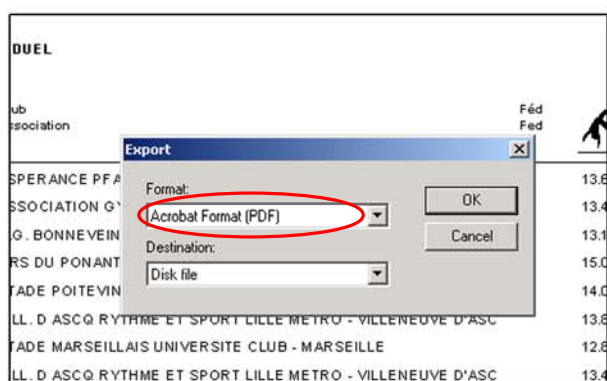 DUEL
ub
ssociation
Féd
Fed
Export
Format:
Acrobat Format (PDF)
OK
Destination:
Cancel
Disk file
SPERANCE PFA
13.6
SSOCIATION GY
13.4
.G. BONNEVEIN
13.1
RS DU PONANT
15.0
TADE POITEVIN
14.0
LL. D ASCQ RYTHME ET SPORT LILLE METRO - VILLENEUVE D'ASC
13.8
TADE MARSEILLAIS UNIVERSITE CLUB - MARSEILLE
12.8
LL. D ASCQ RYTHME ET SPORT LILLE METRO - VILLENEUVE D'ASC
13.4